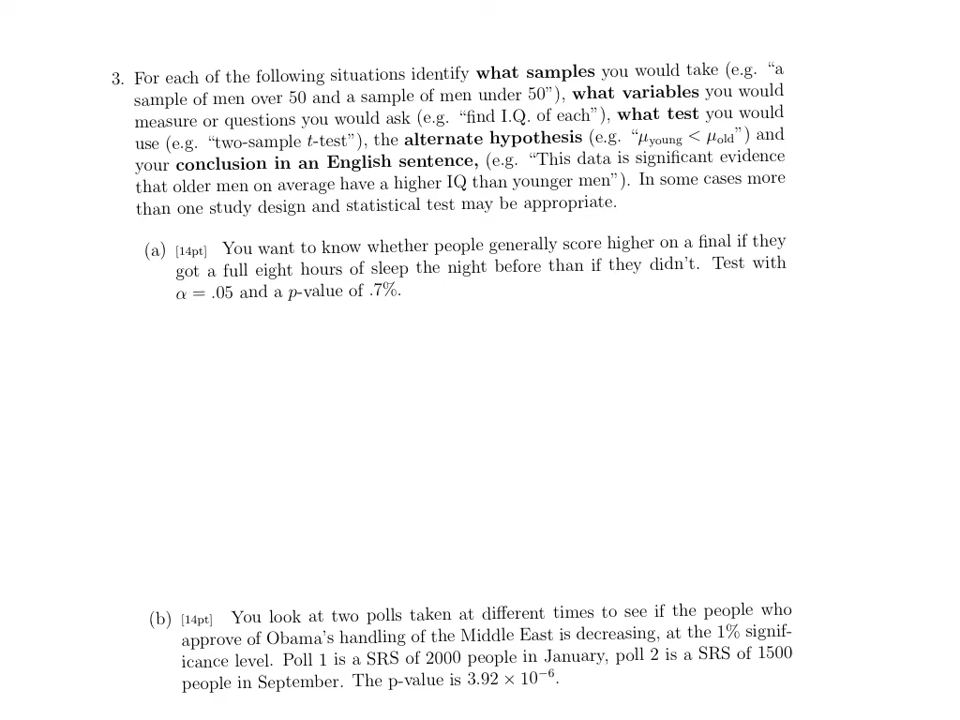 3. For each of the following situations identify what samples you would take (e.g. “a
sample of men over 50 and a sample of men under 50”), what variables you would
measure or questions you would ask (e.g. “find I.Q. of each”), what test you would
use (e.g. “two-sample t-test”), the alternate hypothesis (e.g. “μyoung < μold”) and
your conclusion in an English sentence, (e.g. “This data is significant evidence
that older men on average have a higher IQ than younger men”). In some cases more
than one study design and statistical test may be appropriate.
(a) [14pt] You want to know whether people generally score higher on a final if they
got a full eight hours of sleep the night before than if they didn’t. Test with
α = .05 and a p-value of .7%.
(b) [14pt] You look at two polls taken at different times to see if the people who
approve of Obama’s handling of the Middle East is decreasing, at the 1% signif-
icance level. Poll 1 is a SRS of 2000 people in January, poll 2 is a SRS of 1500
people in September. The p-value is 3.92 × 10⁻⁶.